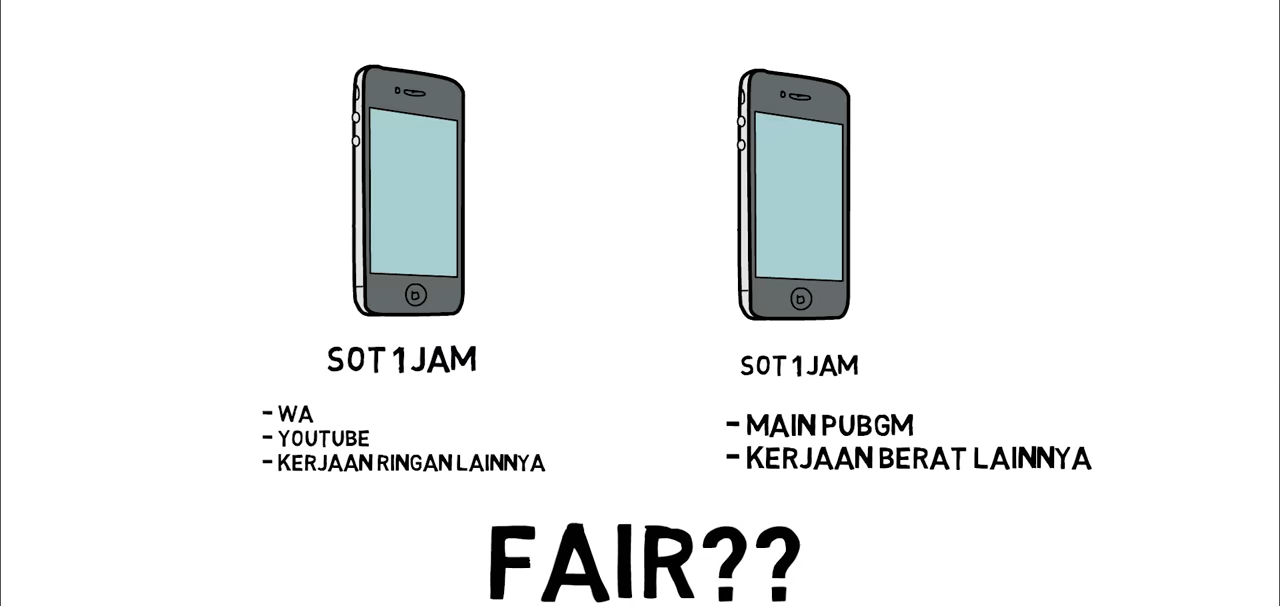 SOT 1 JAM
- WA
- YOUTUBE
- KERJAAN RINGAN LAINNYA
SOT 1 JAM
- MAIN PUBGM
- KERJAAN BERAT LAINNYA
FAIR??